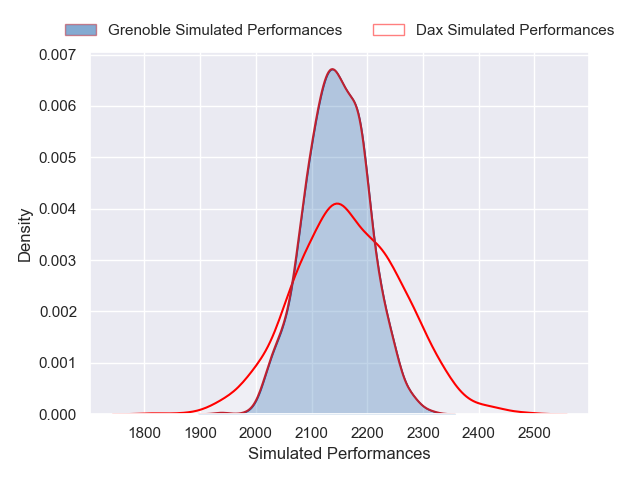 Grenoble Simulated Performances Dax Simulated Performances
0.007
0.006
0.005
0.004
0.003
0.002
0.001
0.000
Density
1800 1900 2000 2100 2200 2300 2400 2500
Simulated Performances